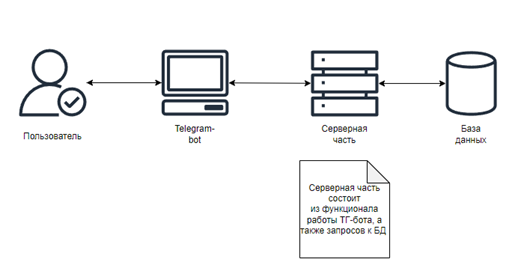 Пользователь
Telegram-
bot
Серверная
часть
База
данных
Серверная часть
состоит
из функционала
работы ТГ-бота, а
также запросов к БД